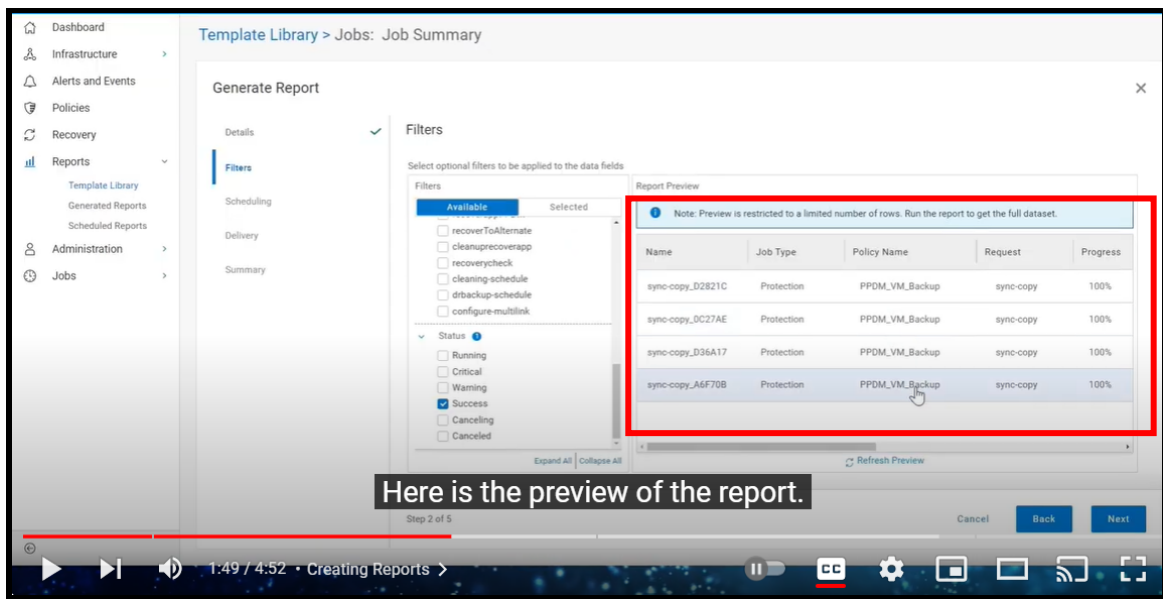 Dashboard
Infrastructure
Alerts and Events
Policies
Recovery
Reports
Template Library
Generated Reports
Scheduled Reports
Administration
Jobs
Template Library > Jobs: Job Summary
Generate Report
Details
Filters
Scheduling
Delivery
Summary
Filters
Select optional filters to be applied to the data fields
Filters
Available Selected
recoverToAlternate
cleanuprecoverapp
recoverycheck
cleaning-schedule
drbackup-schedule
configure-multilink
Status
Running
Critical
Warning
Success
Canceling
Canceled
Expand All Collapse All
Report Preview
Note: Preview is restricted to a limited number of rows. Run the report to get the full dataset.
Name Job Type Policy Name Request Progress
sync-copy_D2821C Protection PPDM_VM_Backup sync-copy 100%
sync-copy_0C27AE Protection PPDM_VM_Backup sync-copy 100%
sync-copy_D36A17 Protection PPDM_VM_Backup sync-copy 100%
sync-copy_A6F70B Protection PPDM_VM_Backup sync-copy 100%
Refresh Preview
Here is the preview of the report.
Step 2 of 5
Cancel Back Next
1:49 / 4:52 • Creating Reports >
CC